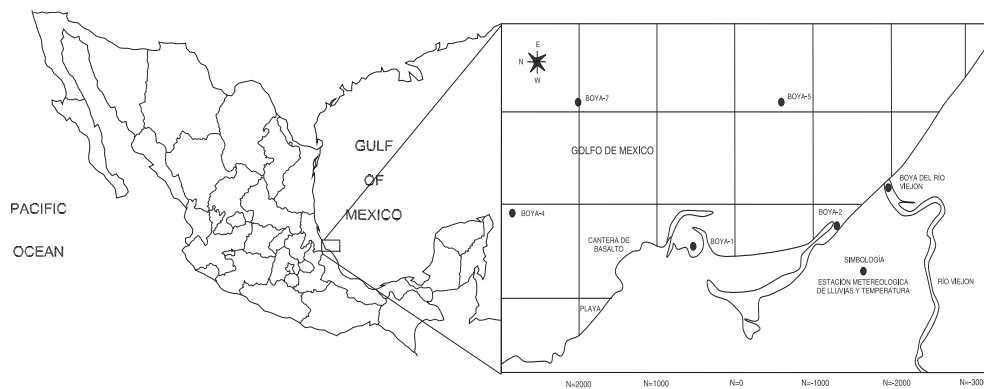 PACIFIC
OCEAN
GULF
OF
MEXICO
E
N
W
BOYA-7
BOYA-5
GOLFO DE MEXICO
BOYA DEL RÍO
VIEJON
BOYA-4
BOYA-2
CANTERA DE
BASALTO
BOYA-1
SIMBOLOGÍA
ESTACIÓN METEREOLOGICA
DE LLUVIAS Y TEMPERATURA
RÍO VIEJON
PLAYA
N=2000
N=1000
N=0
N=-1000
N=-2000
N=-3000